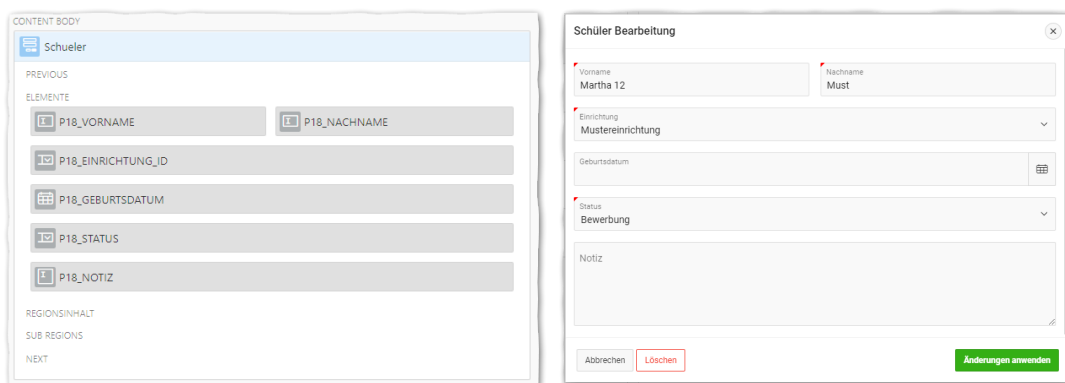 CONTENT BODY
Schueler
PREVIOUS
ELEMENTE
P18_VORNAME
P18_NACHNAME
P18_EINRICHTUNG_ID
P18_GEBURTSDATUM
P18_STATUS
P18_NOTIZ
REGIONSINHALT
SUB REGIONS
NEXT
Schüler Bearbeitung
Vorname
Martha 12
Nachname
Must
Einrichtung
Mustereinrichtung
Geburtsdatum
Status
Bewerbung
Notiz
Abbrechen
Löschen
Änderungen anwenden